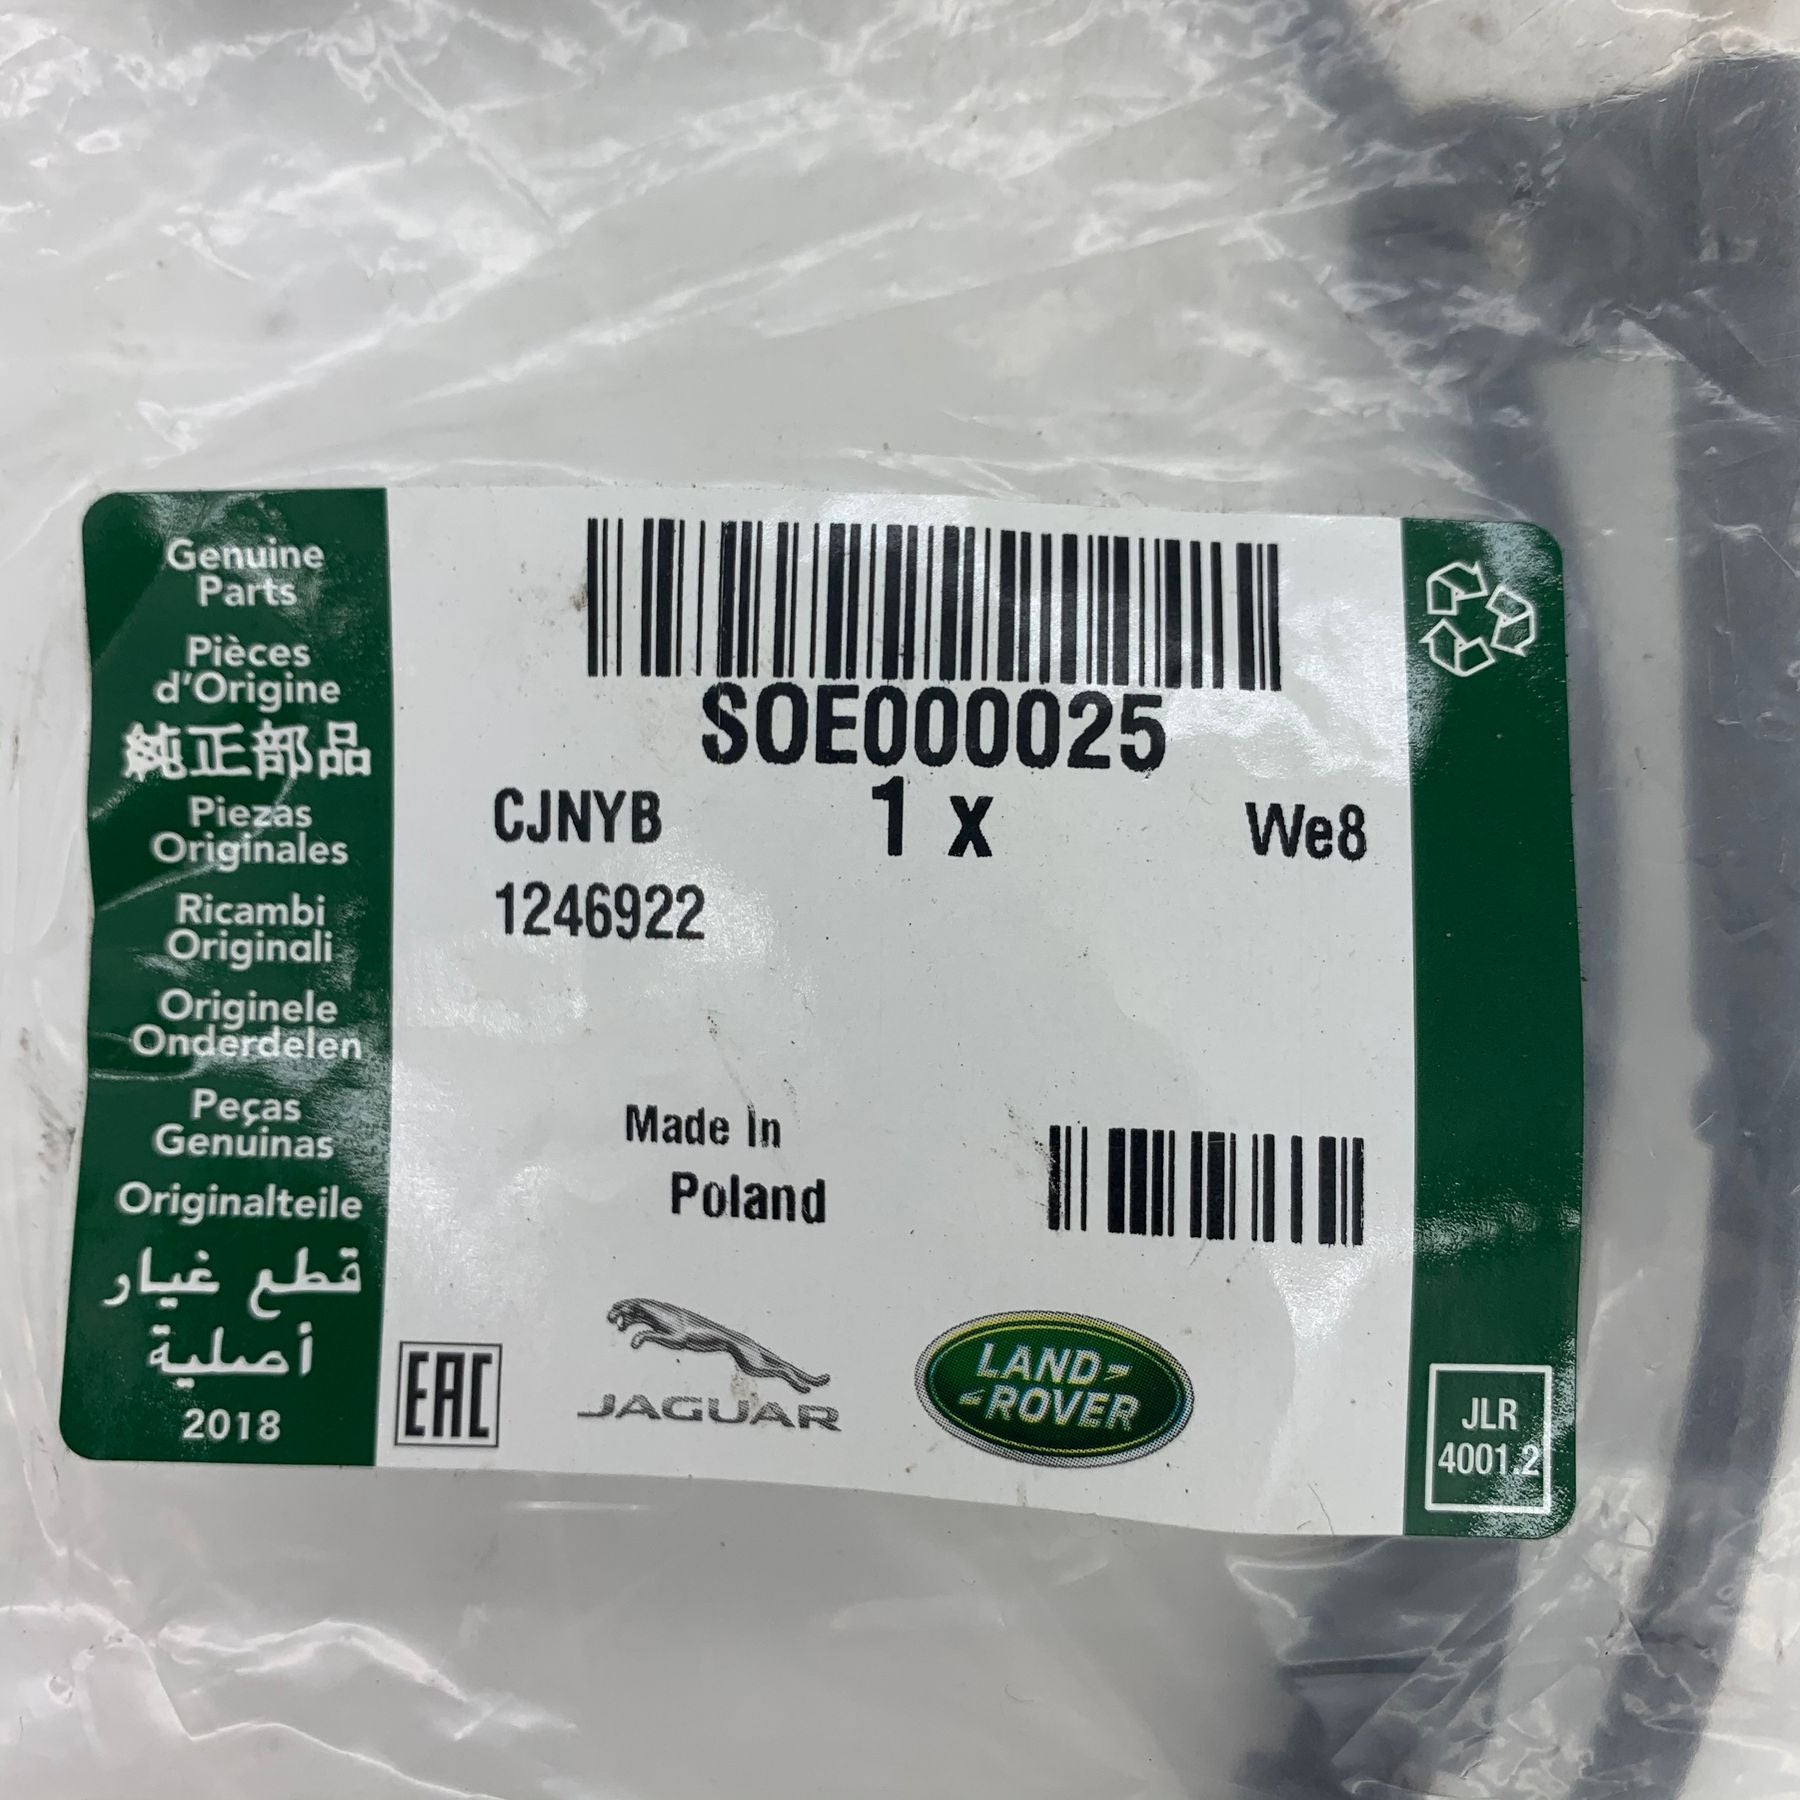 Genuine
Parts
Pièces
d'Origine
純正部品
Piezas
Originales
Ricambi
Originali
Originele
Onderdelen
Peças
Genuinas
Originalteile
قطع غيار
أصلية
2018
SOE000025
CJNYB 1 x We8
1246922
Made In
Poland
EAC
JAGUAR
LAND
ROVER
JLR
4001.2